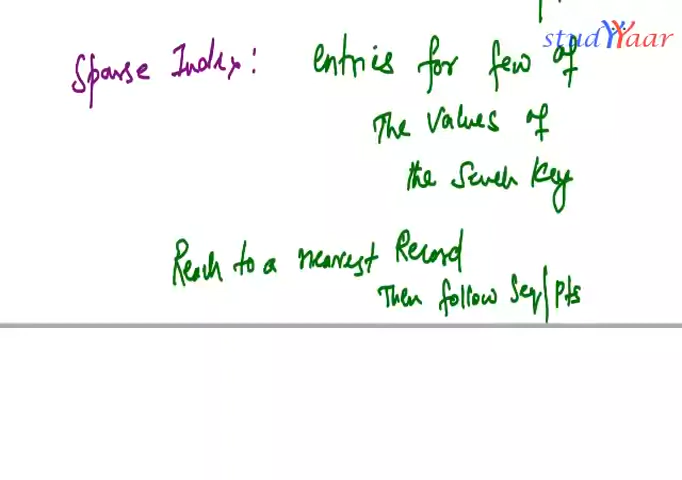 studYYaar
Sparse Index: entries for few of
the values of
the Search Key
Reach to a nearest Record
Then follow Seq/Pts